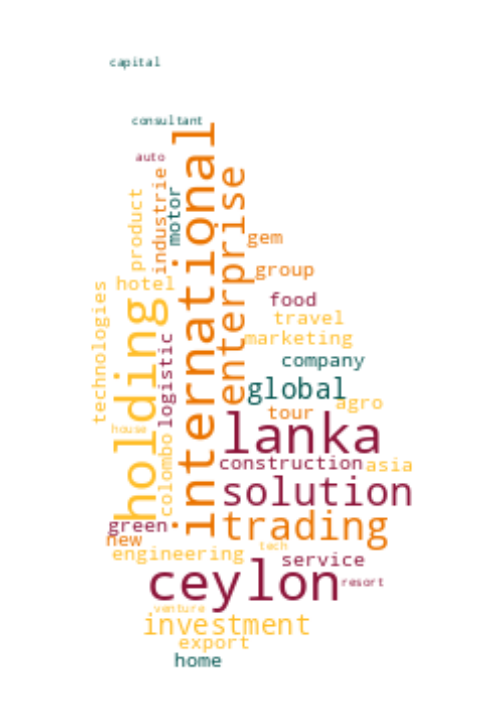 capital
consultant
auto
international
enterprise
industrie
motor
product
gem
group
hotel
technologies
holding
food
travel
logistic
marketing
company
global
agro
tour
house
lanka
colombo
construction
asia
solution
trading
green
new
engineering
tech
service
ceylon
resort
venture
investment
export
home